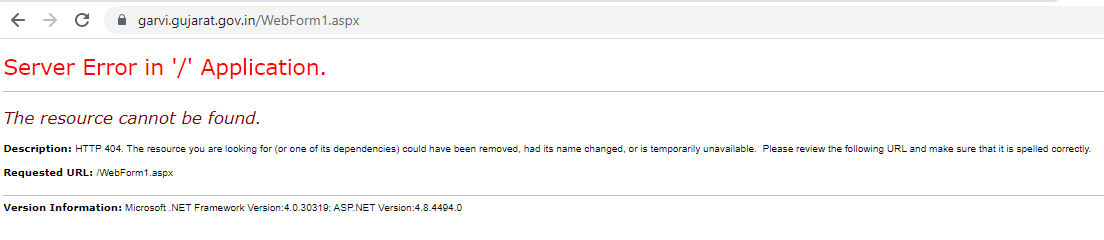 garvi.gujarat.gov.in/WebForm1.aspx
Server Error in '/' Application.
The resource cannot be found.
Description: HTTP 404. The resource you are looking for (or one of its dependencies) could have been removed, had its name changed, or is temporarily unavailable.  Please review the following URL and make sure that it is spelled correctly.
Requested URL: /WebForm1.aspx
Version Information: Microsoft .NET Framework Version:4.0.30319; ASP.NET Version:4.8.4494.0